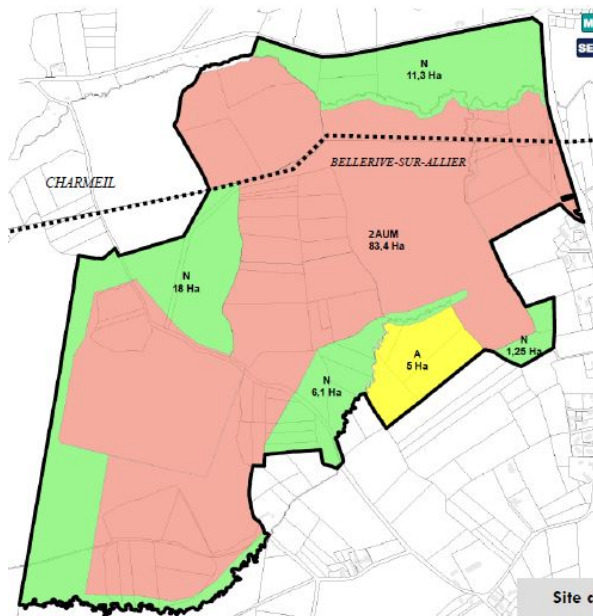 M
SE
N
11,3 Ha
CHARMEIL
BELLERIVE-SUR-ALLIER
2AUM
83,4 Ha
N
18 Ha
N
1,25 Ha
A
5 Ha
N
6,1 Ha
Site